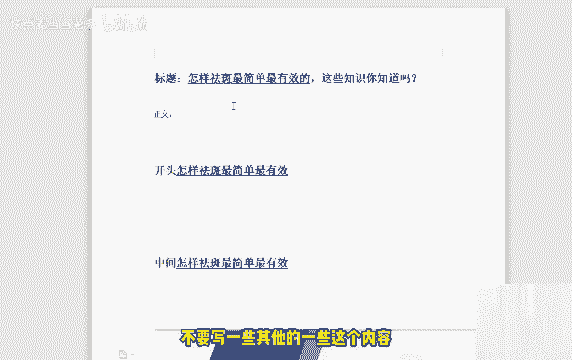 标题：怎样祛斑最简单最有效的，这些知识你知道吗？
正文：
开头怎样祛斑最简单最有效
中间怎样祛斑最简单最有效
不要写一些其他的一些这个内容